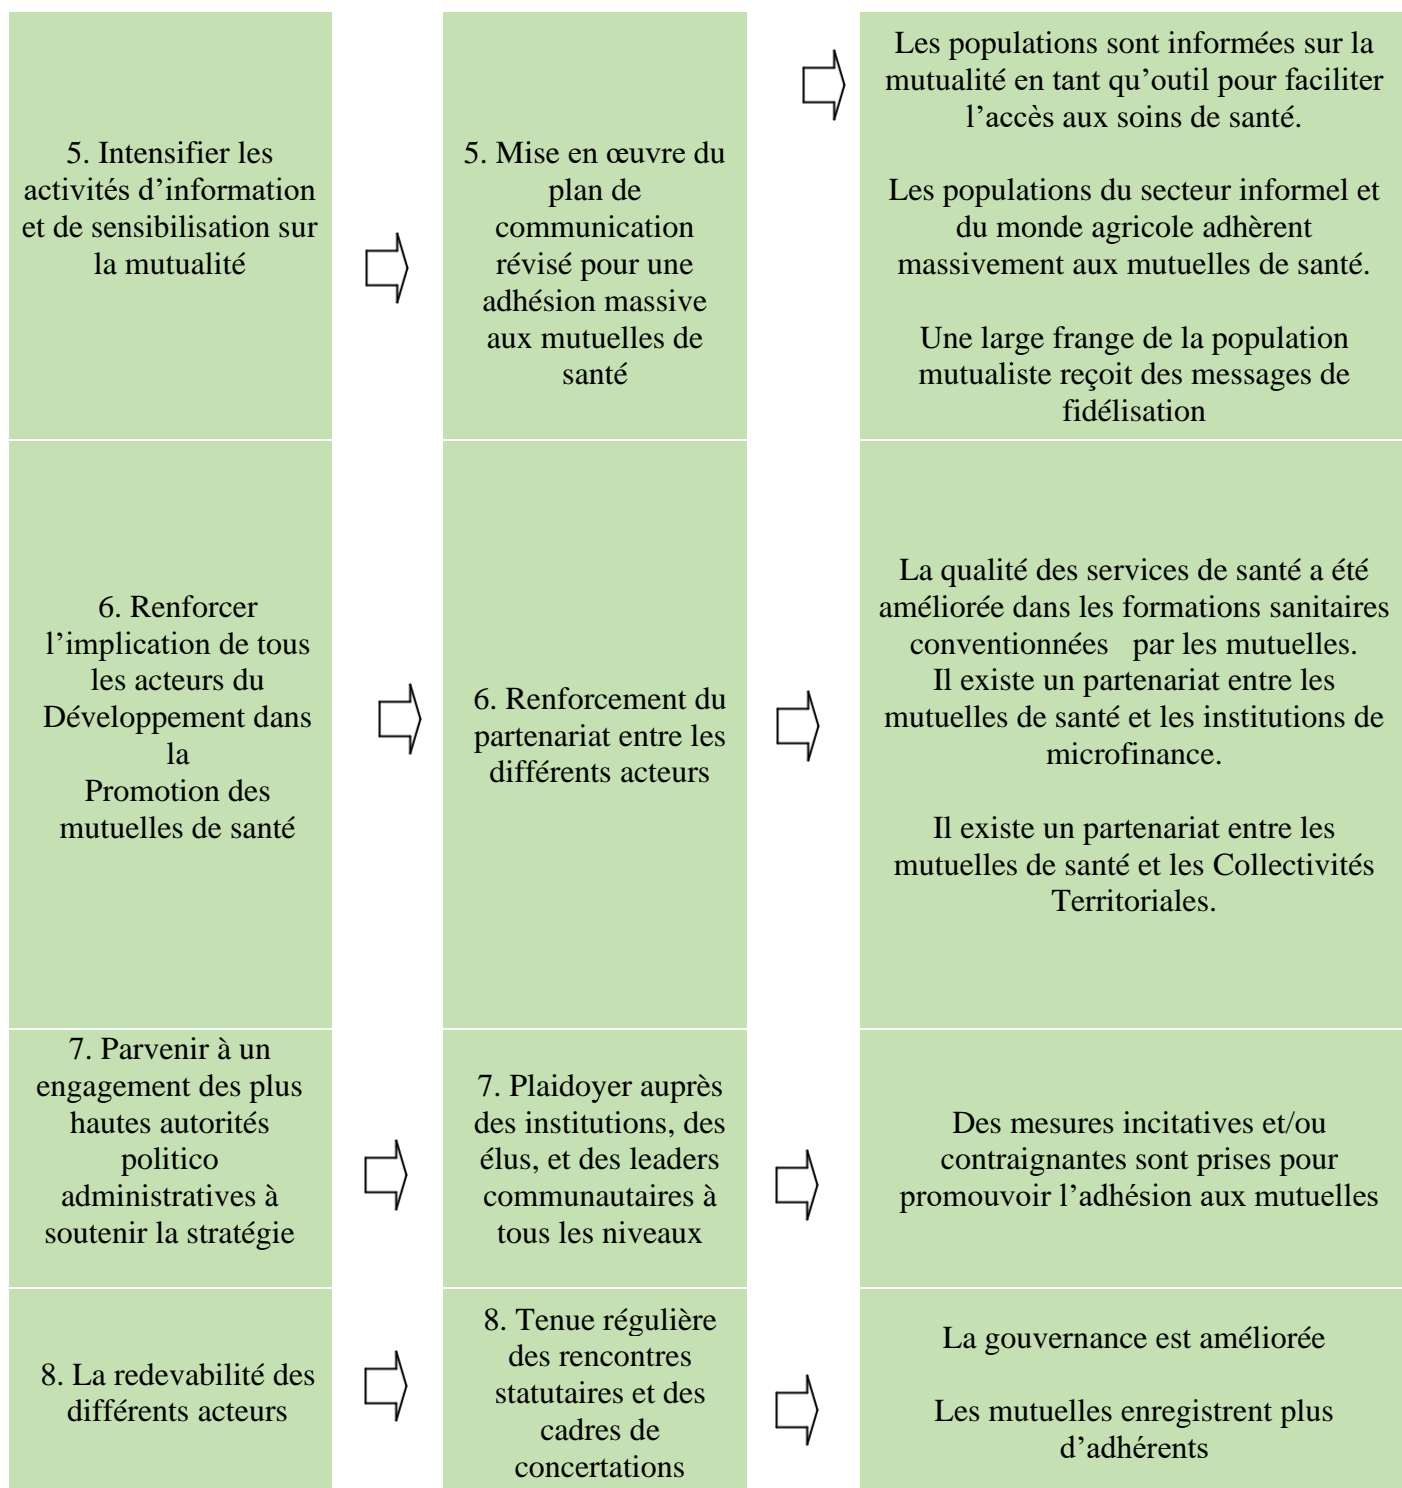 5. Intensifier les
activités d’information
et de sensibilisation sur
la mutualité
5. Mise en œuvre du
plan de
communication
révisé pour une
adhésion massive
aux mutuelles de
santé
Les populations sont informées sur la
mutualité en tant qu’outil pour faciliter
l’accès aux soins de santé.
Les populations du secteur informel et
du monde agricole adhèrent
massivement aux mutuelles de santé.
Une large frange de la population
mutualiste reçoit des messages de
fidélisation
6. Renforcer
l’implication de tous
les acteurs du
Développement dans
la
Promotion des
mutuelles de santé
6. Renforcement du
partenariat entre les
différents acteurs
La qualité des services de santé a été
améliorée dans les formations sanitaires
conventionnées par les mutuelles.
Il existe un partenariat entre les
mutuelles de santé et les institutions de
microfinance.
Il existe un partenariat entre les
mutuelles de santé et les Collectivités
Territoriales.
7. Parvenir à un
engagement des plus
hautes autorités
politico
administratives à
soutenir la stratégie
7. Plaidoyer auprès
des institutions, des
élus, et des leaders
communautaires à
tous les niveaux
Des mesures incitatives et/ou
contraignantes sont prises pour
promouvoir l’adhésion aux mutuelles
8. La redevabilité des
différents acteurs
8. Tenue régulière
des rencontres
statutaires et des
cadres de
concertations
La gouvernance est améliorée
Les mutuelles enregistrent plus
d’adhérents